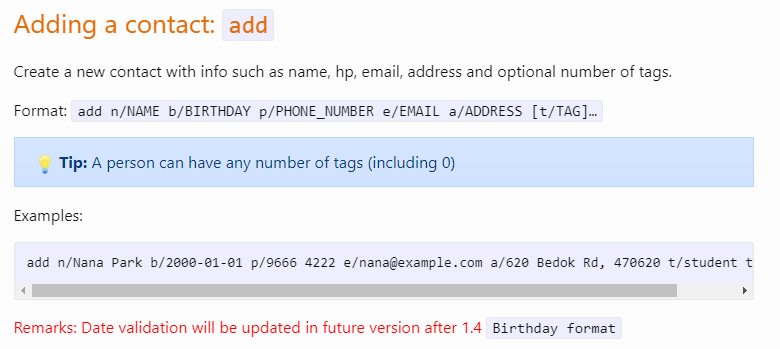 Adding a contact: add
Create a new contact with info such as name, hp, email, address and optional number of tags.
Format: add n/NAME b/BIRTHDAY p/PHONE_NUMBER e/EMAIL a/ADDRESS [t/TAG]…
Tip: A person can have any number of tags (including 0)
Examples:
add n/Nana Park b/2000-01-01 p/9666 4222 e/nana@example.com a/620 Bedok Rd, 470620 t/student t
Remarks: Date validation will be updated in future version after 1.4 Birthday format